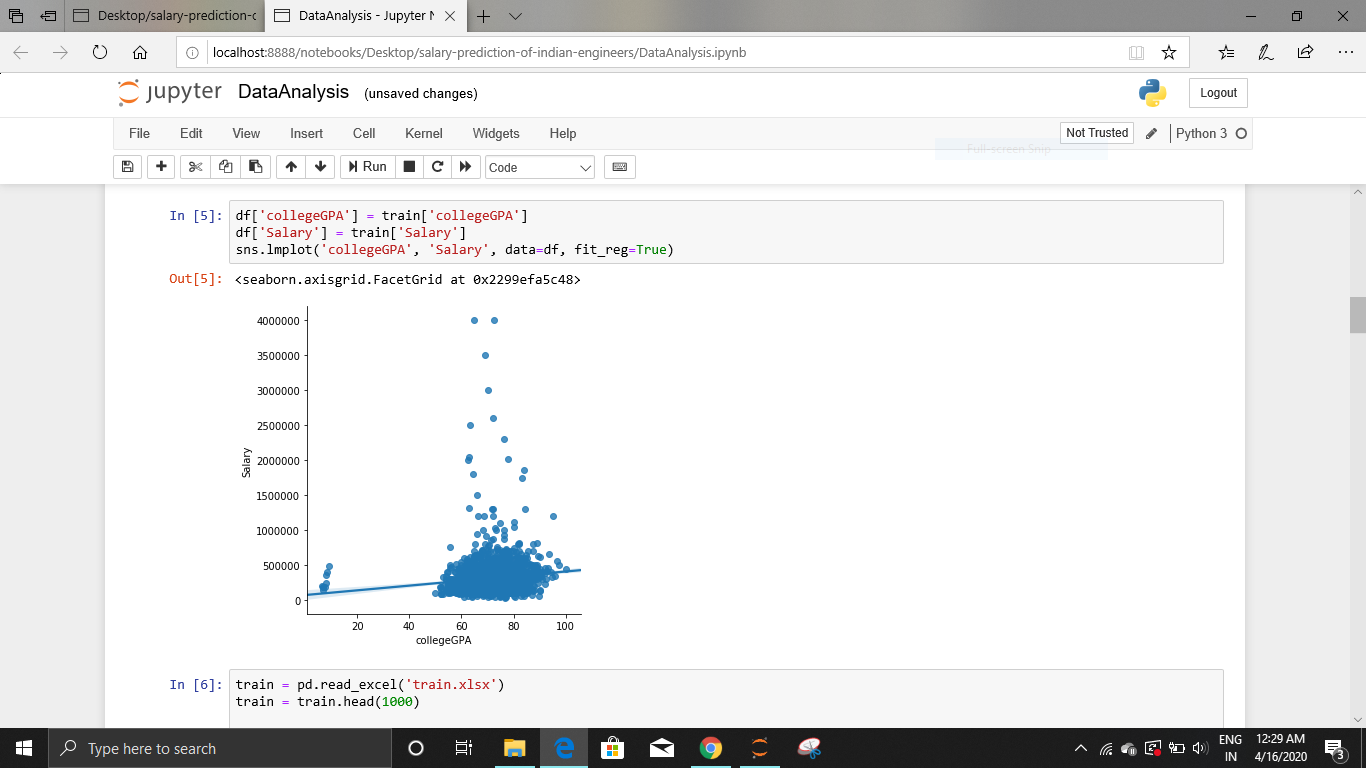 Desktop/salary-prediction-c
DataAnalysis - Jupyter N
localhost:8888/notebooks/Desktop/salary-prediction-of-indian-engineers/DataAnalysis.ipynb
jupyter DataAnalysis (unsaved changes)
Logout
File Edit View Insert Cell Kernel Widgets Help
Not Trusted
Python 3
Full-screen Snip
Run
Code
In [5]:
df['collegeGPA'] = train['collegeGPA']
df['Salary'] = train['Salary']
sns.lmplot('collegeGPA', 'Salary', data=df, fit_reg=True)
Out[5]: <seaborn.axisgrid.FacetGrid at 0x2299efa5c48>
4000000
3500000
3000000
2500000
2000000
1500000
1000000
500000
0
Salary
20 40 60 80 100
collegeGPA
In [6]:
train = pd.read_excel('train.xlsx')
train = train.head(1000)
Type here to search
ENG
IN
12:29 AM
4/16/2020
3